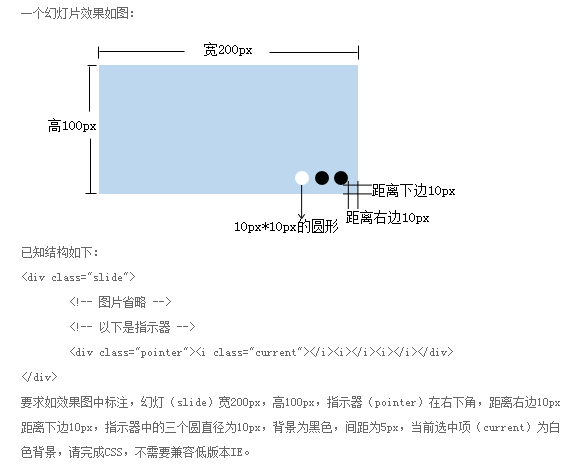 一个幻灯片效果如图：
宽200px
高100px
距离下边10px
距离右边10px
10px*10px的圆形
已知结构如下：
<div class="slide">
<!-- 图片省略 -->
<!-- 以下是指示器 -->
<div class="pointer"><i class="current"></i><i></i><i></i></div>
</div>
要求如效果图中标注，幻灯（slide）宽200px，高100px，指示器（pointer）在右下角，距离右边10px
距离下边10px，指示器中的三个圆直径为10px，背景为黑色，间距为5px，当前选中项（current）为白
色背景，请完成CSS，不需要兼容低版本IE。